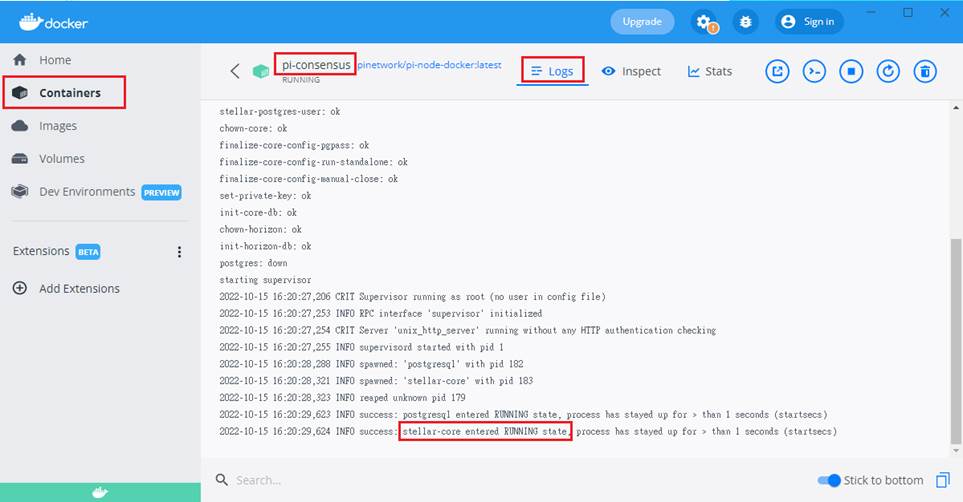 docker
Upgrade
Sign in
Home
Containers
Images
Volumes
Dev Environments PREVIEW
Extensions BETA
Add Extensions
pi-consensus pinetwork/pi-node-docker:latest
RUNNING
Logs
Inspect
Stats
stellar-postgres-user: ok
chown-core: ok
finalize-core-config-pgpass: ok
finalize-core-config-run-standalone: ok
finalize-core-config-manual-close: ok
set-private-key: ok
init-core-db: ok
chown-horizon: ok
init-horizon-db: ok
postgres: down
starting supervisor
2022-10-15 16:20:27,206 CRIT Supervisor running as root (no user in config file)
2022-10-15 16:20:27,253 INFO RPC interface 'supervisor' initialized
2022-10-15 16:20:27,254 CRIT Server 'unix_http_server' running without any HTTP authentication checking
2022-10-15 16:20:27,255 INFO supervisord started with pid 1
2022-10-15 16:20:28,288 INFO spawned: 'postgresql' with pid 182
2022-10-15 16:20:28,321 INFO spawned: 'stellar-core' with pid 183
2022-10-15 16:20:28,323 INFO reaped unknown pid 179
2022-10-15 16:20:29,623 INFO success: postgresql entered RUNNING state, process has stayed up for > than 1 seconds (startsecs)
2022-10-15 16:20:29,624 INFO success: stellar-core entered RUNNING state, process has stayed up for > than 1 seconds (startsecs)
Search...
Stick to bottom